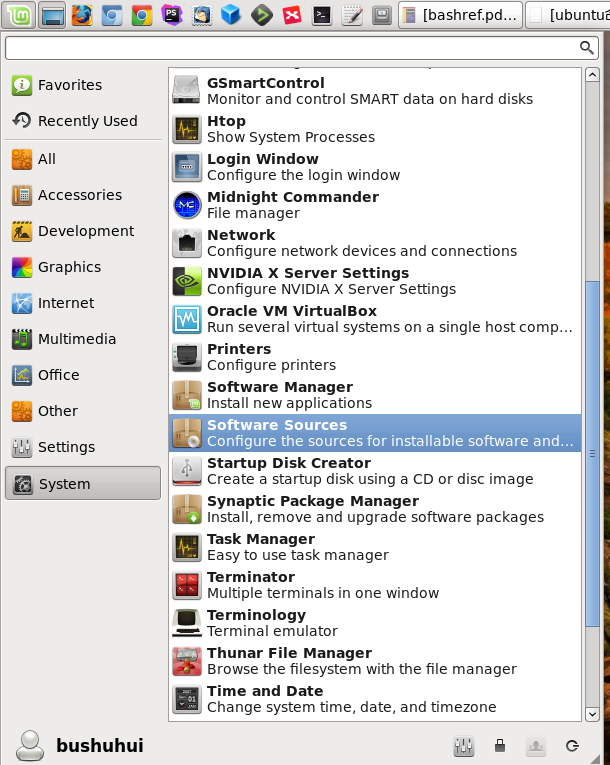 [bashref.pd...
[ubuntu
Favorites
Recently Used
All
Accessories
Development
Graphics
Internet
Multimedia
Office
Other
Settings
System
GSmartControl
Monitor and control SMART data on hard disks
Htop
Show System Processes
Login Window
Configure the login window
Midnight Commander
File manager
Network
Configure network devices and connections
NVIDIA X Server Settings
Configure NVIDIA X Server Settings
Oracle VM VirtualBox
Run several virtual systems on a single host comp...
Printers
Configure printers
Software Manager
Install new applications
Software Sources
Configure the sources for installable software and...
Startup Disk Creator
Create a startup disk using a CD or disc image
Synaptic Package Manager
Install, remove and upgrade software packages
Task Manager
Easy to use task manager
Terminator
Multiple terminals in one window
Terminology
Terminal emulator
Thunar File Manager
Browse the filesystem with the file manager
Time and Date
Change system time, date, and timezone
bushuhui